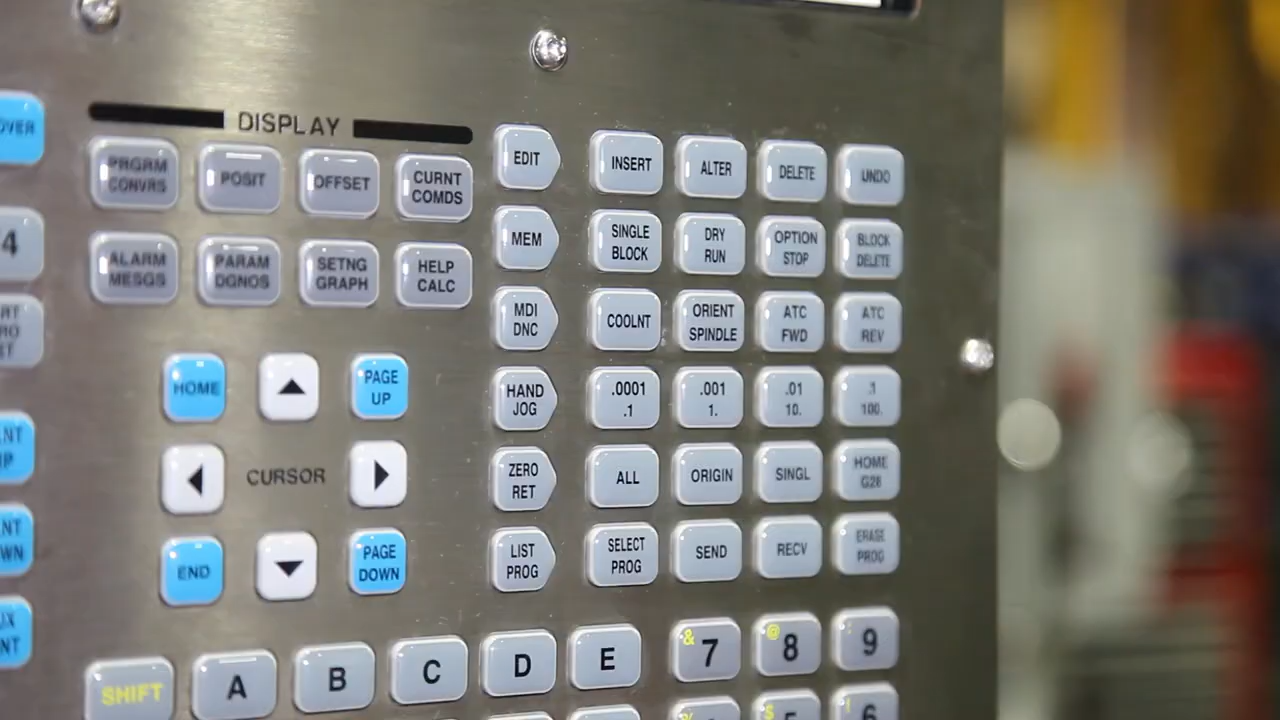 DISPLAY
PRGRM
CONVRS
POSIT
OFFSET
CURNT
COMDS
ALARM
MESGS
PARAM
DGNOS
SETNG
GRAPH
HELP
CALC
4
HOME
PAGE
UP
CURSOR
END
PAGE
DOWN
EDIT
INSERT
ALTER
DELETE
UNDO
MEM
SINGLE
BLOCK
DRY
RUN
OPTION
STOP
BLOCK
DELETE
MDI
DNC
COOLNT
ORIENT
SPINDLE
ATC
FWD
ATC
REV
HAND
JOG
.0001
.1
.001
1.
.01
10.
.1
100.
ZERO
RET
ALL
ORIGIN
SINGL
HOME
G28
LIST
PROG
SELECT
PROG
SEND
RECV
ERASE
PROG
SHIFT
A
B
C
D
E
& 7
@ 8
9
$
6